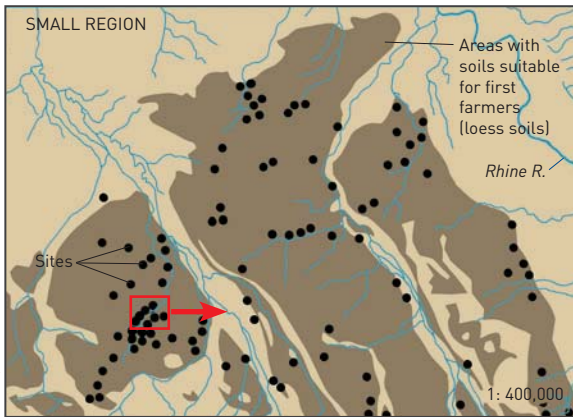 SMALL REGION
Areas with
soils suitable
for first
farmers
(loess soils)
Rhine R.
Sites
1: 400,000